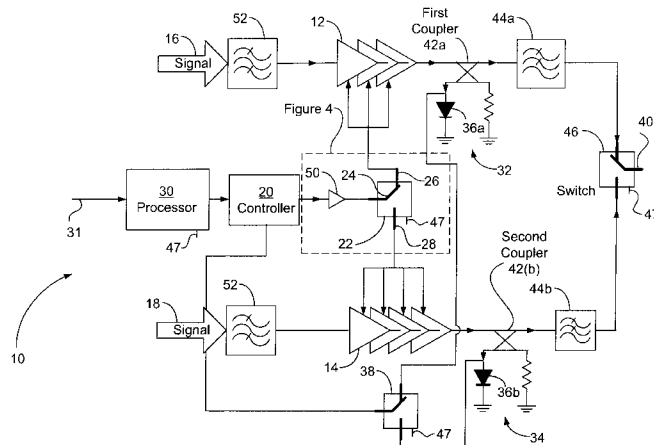 52
12
First
Coupler
42a
44a
16
Signal
Figure 4
36a
32
46
40
Switch
47
50
24
26
30
Processor
20
Controller
31
47
22
47
28
Second
Coupler
42(b)
18
52
Signal
44b
10
14
38
36b
47
34